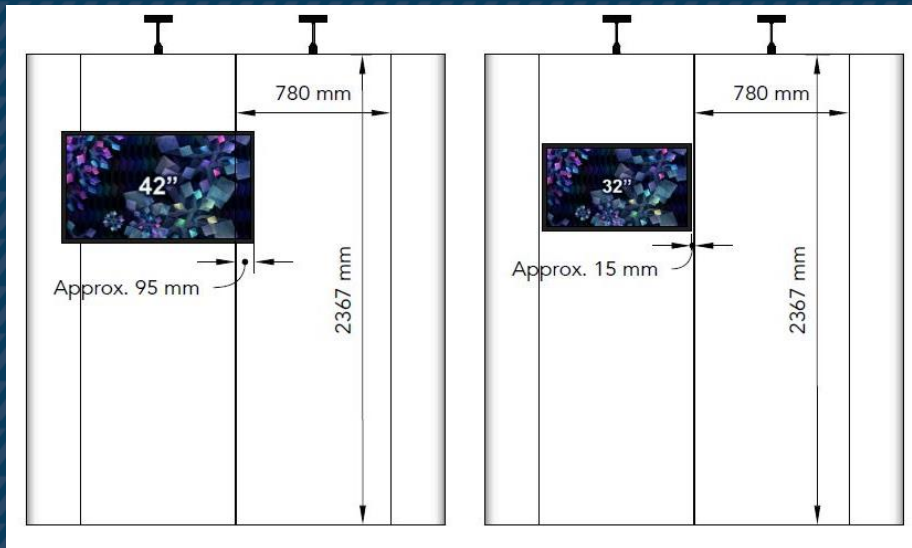 780 mm
42”
Approx. 95 mm
2367 mm
780 mm
32”
Approx. 15 mm
2367 mm